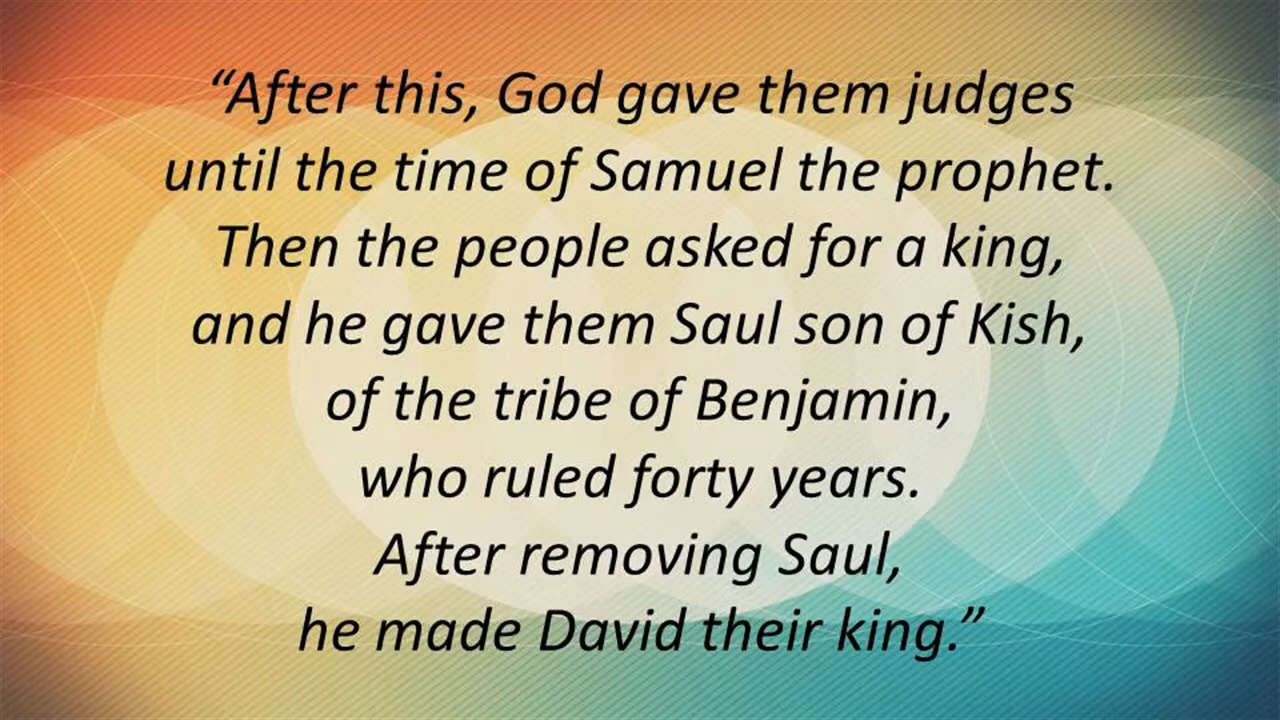 “After this, God gave them judges
until the time of Samuel the prophet.
Then the people asked for a king,
and he gave them Saul son of Kish,
of the tribe of Benjamin,
who ruled forty years.
After removing Saul,
he made David their king.”